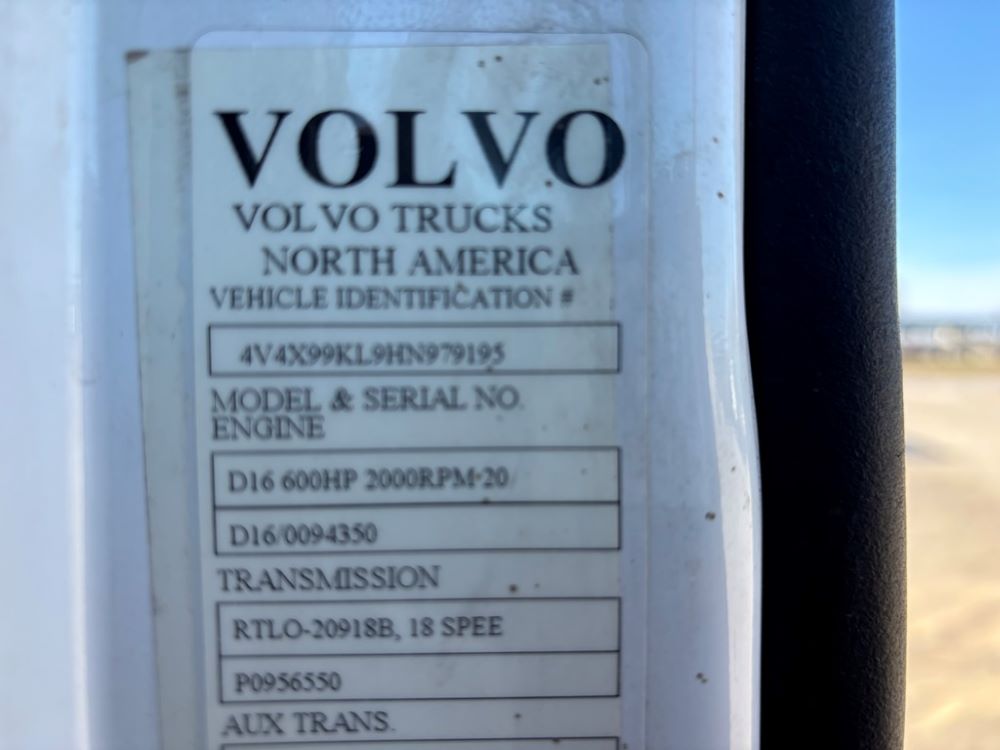 VOLVO
VOLVO TRUCKS
NORTH AMERICA
VEHICLE IDENTIFICATION #
4V4X99KL9HN979195
MODEL & SERIAL NO.
ENGINE
D16 600HP 2000RPM 20
D16/0094350
TRANSMISSION
RTLO-20918B, 18 SPEE
P0956550
AUX TRANS.